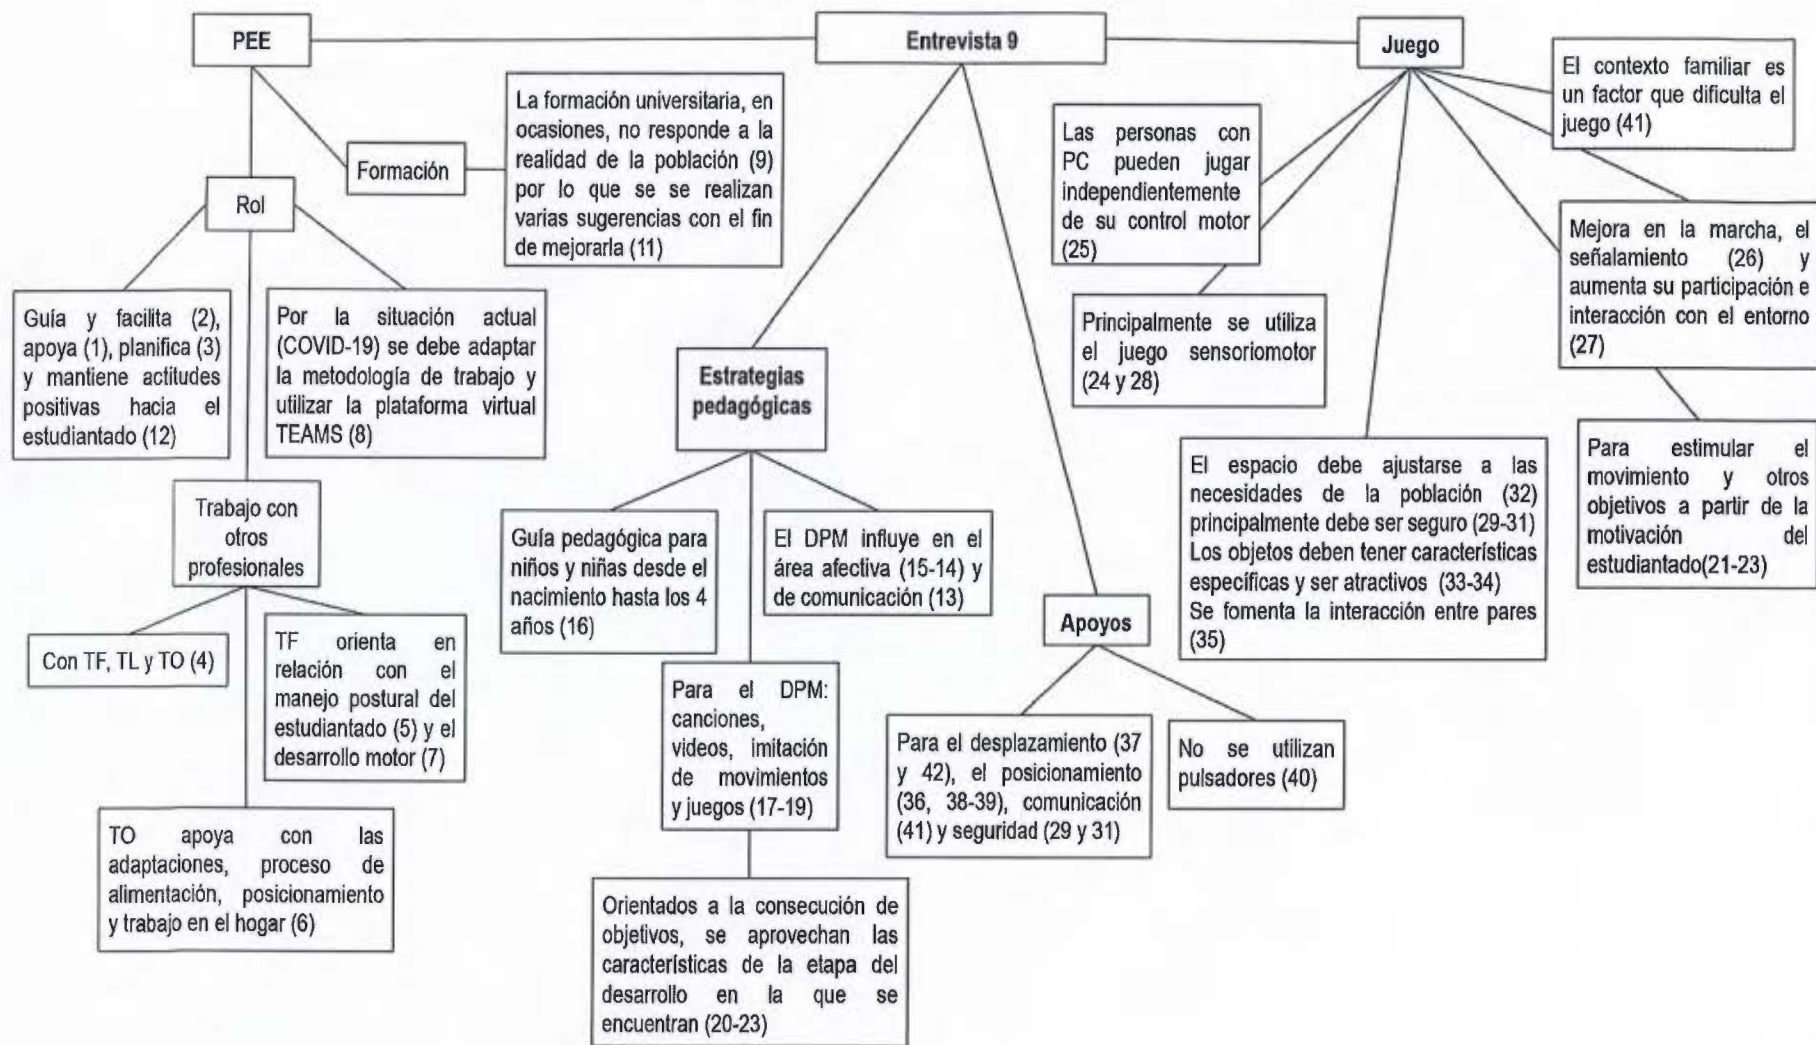 PEE
Entrevista 9
Juego
El contexto familiar es
un factor que dificulta el
juego (41)
La formación universitaria, en
ocasiones, no responde a la
realidad de la población (9)
por lo que se se realizan
varias sugerencias con el fin
de mejorarla (11)
Las personas con
PC pueden jugar
independientemente
de su control motor
(25)
Formación
Rol
Mejora en la marcha, el
señalamiento (26) y
aumenta su participación e
interacción con el entorno
(27)
Guía y facilita (2),
apoya (1), planifica (3)
y mantiene actitudes
positivas hacia el
estudiantado (12)
Por la situación actual
(COVID-19) se debe adaptar
la metodología de trabajo y
utilizar la plataforma virtual
TEAMS (8)
Principalmente se utiliza
el juego sensoriomotor
(24 y 28)
Estrategias
pedagógicas
Para estimular el
movimiento y otros
objetivos a partir de la
motivación del
estudiantado(21-23)
El espacio debe ajustarse a las
necesidades de la población (32)
principalmente debe ser seguro (29-31)
Los objetos deben tener características
específicas y ser atractivos (33-34)
Se fomenta la interacción entre pares
(35)
Trabajo con
otros
profesionales
Guía pedagógica para
niños y niñas desde el
nacimiento hasta los 4
años (16)
El DPM influye en el
área afectiva (15-14) y
de comunicación (13)
Apoyos
Con TF, TL y TO (4)
TF orienta en
relación con el
manejo postural del
estudiantado (5) y el
desarrollo motor (7)
Para el DPM:
canciones,
videos, imitación
de movimientos
y juegos (17-19)
Para el desplazamiento (37
y 42), el posicionamiento
(36, 38-39), comunicación
(41) y seguridad (29 y 31)
No se utilizan
pulsadores (40)
TO apoya con las
adaptaciones, proceso de
alimentación, posicionamiento
y trabajo en el hogar (6)
Orientados a la consecución de
objetivos, se aprovechan las
características de la etapa del
desarrollo en la que se
encuentran (20-23)